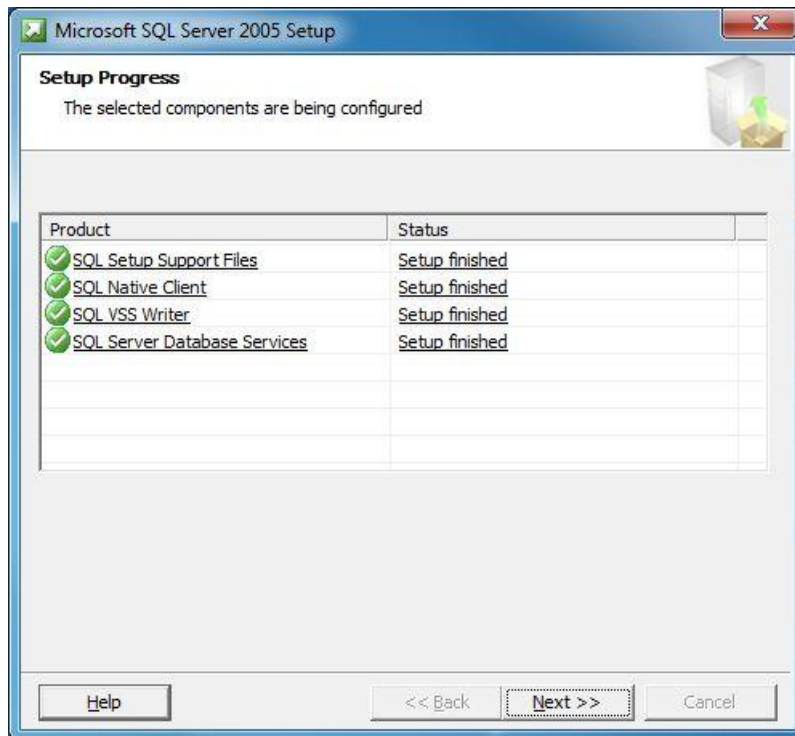 Microsoft SQL Server 2005 Setup
Setup Progress
The selected components are being configured
Product Status
SQL Setup Support Files Setup finished
SQL Native Client Setup finished
SQL VSS Writer Setup finished
SQL Server Database Services Setup finished
Help << Back Next >> Cancel